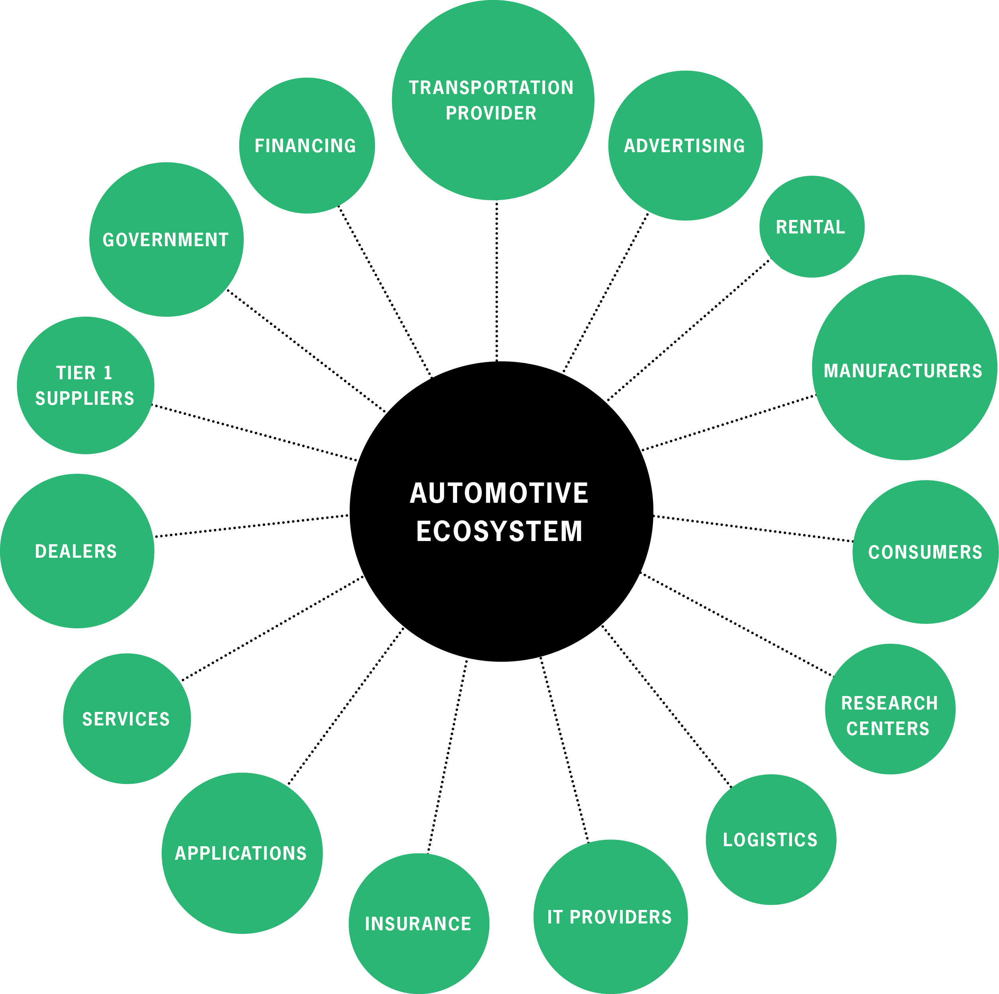 TRANSPORTATION
PROVIDER
FINANCING
ADVERTISING
RENTAL
GOVERNMENT
MANUFACTURERS
TIER 1
SUPPLIERS
AUTOMOTIVE
ECOSYSTEM
DEALERS
CONSUMERS
RESEARCH
CENTERS
SERVICES
LOGISTICS
APPLICATIONS
IT PROVIDERS
INSURANCE